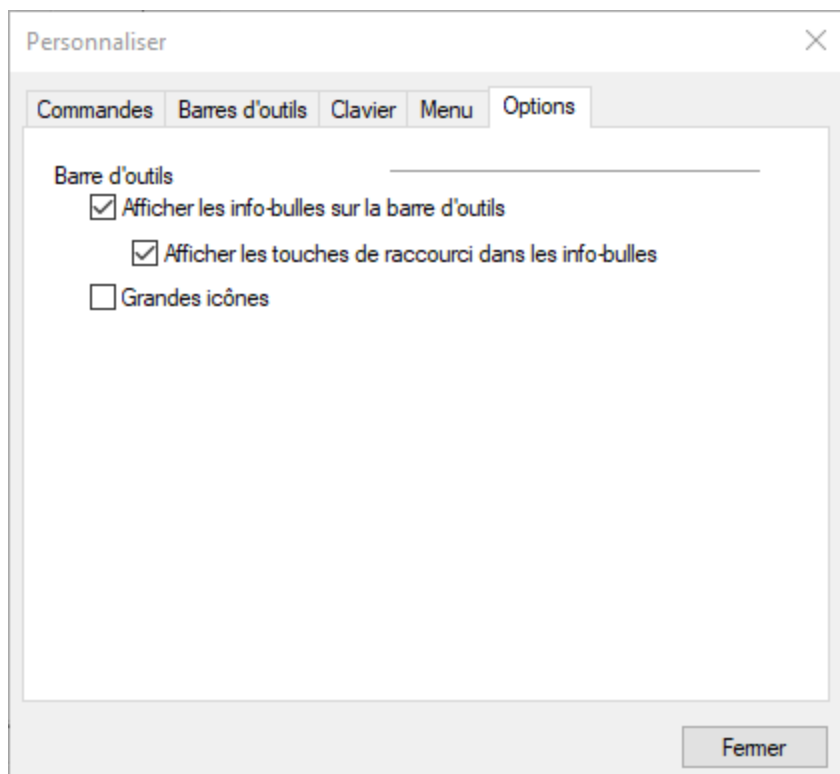 Personnaliser
Commandes Barres d'outils Clavier Menu Options
Barre d'outils
Afficher les info-bulles sur la barre d'outils
Afficher les touches de raccourci dans les info-bulles
Grandes icônes
Fermer